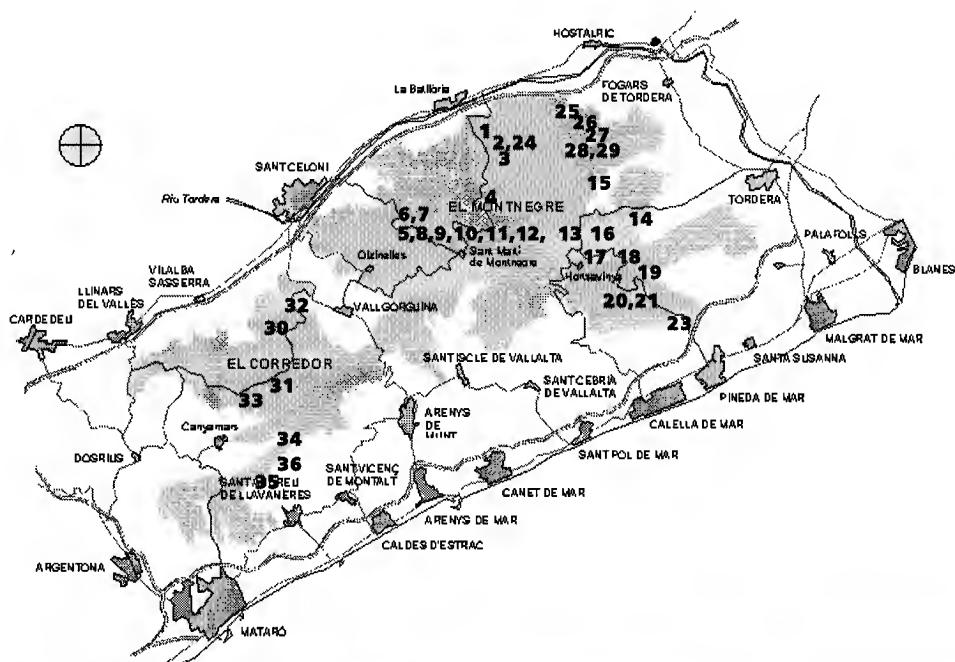 HOSTALRIC
FOGARS
DE TORDERA
La Batllòria
25
26
27
28, 29
1
2,24
3
SANT CELONI
15
TORDERA
Riu Tordera
4
EL MONTNEGRE
6,7
14
5,8,9,10,11,12,
13
16
PALAFOLLS
Olzinelles
Sant Martí
de Montnegre
17
18
Hortsavinyà
19
BLANES
VILALBA
SASSERRA
LLINARS
DEL VALLÈS
32
VALLGORGUINA
20,21
CARDEDEU
30
23
MALGRAT DE MAR
SANT ISCLE DE VALLALTA
SANTA SUSANNA
EL CORREDOR
31
SANT CEBRIÀ
DE VALLALTA
33
PINEDA DE MAR
ARENYS
DE
MUNT
CALELLA DE MAR
Canyamars
34
DOSRIUS
SANT POL DE MAR
36
SANT VICENÇ
DE MONTALT
35
SANT ANDREU
DE LLAVANERES
CANET DE MAR
ARENYS DE MAR
CALDES D'ESTRAC
ARGENTONA
MATARÓ